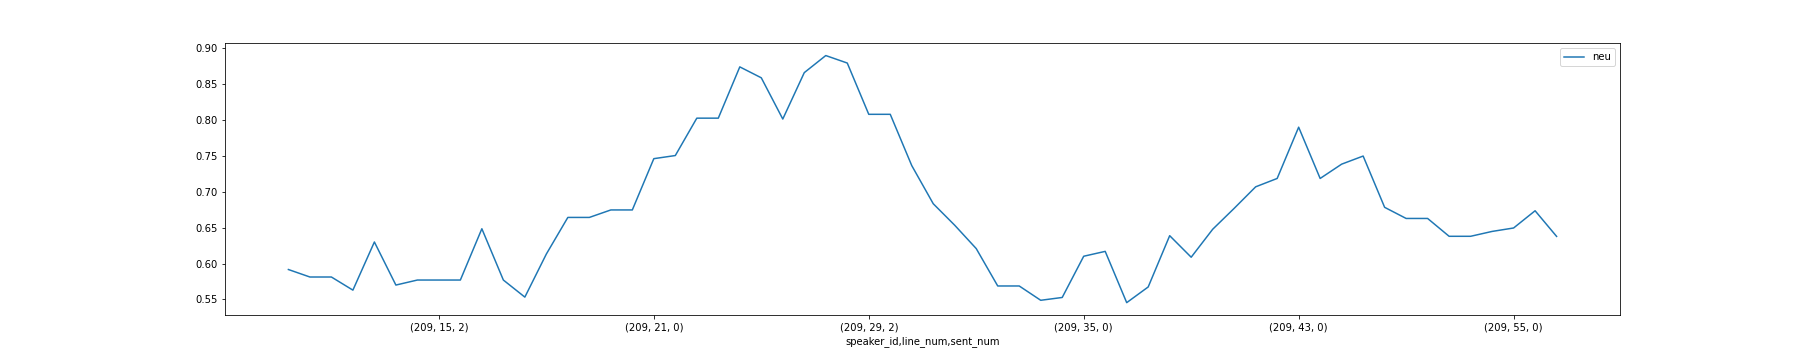 0.90
0.85
0.80
0.75
0.70
0.65
0.60
0.55
neu
(209, 15, 2)
(209, 21, 0)
(209, 29, 2)
(209, 35, 0)
(209, 43, 0)
(209, 55, 0)
speaker_id,line_num,sent_num